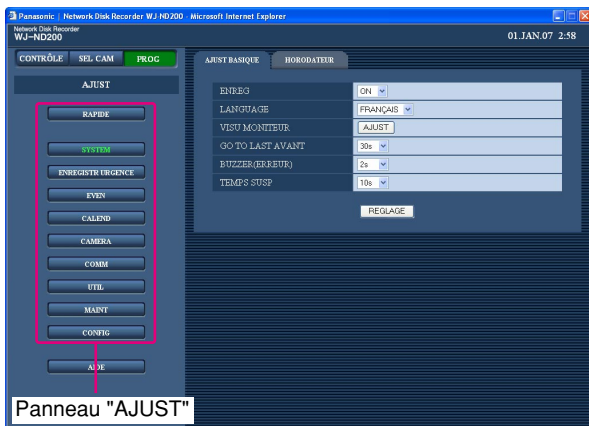 Panasonic | Network Disk Recorder WJ-ND200 - Microsoft Internet Explorer
Network Disk Recorder
WJ-ND200
01.JAN.07 2:58
CONTRÔLE SEL CAM PROG
AJUST
RAPIDE
SYSTEM
ENREGISTR URGENCE
EVEN
CALEND
CAMERA
COMM
UTIL
MAINT
CONFIG
AIDE
Panneau "AJUST"
AJUST BASIQUE HORODATEUR
ENREG ON
LANGUAGE FRANÇAIS
VISU MONITEUR AJUST
GO TO LAST AVANT 30s
BUZZER(ERREUR) 2s
TEMPS SUSP 10s
REGLAGE